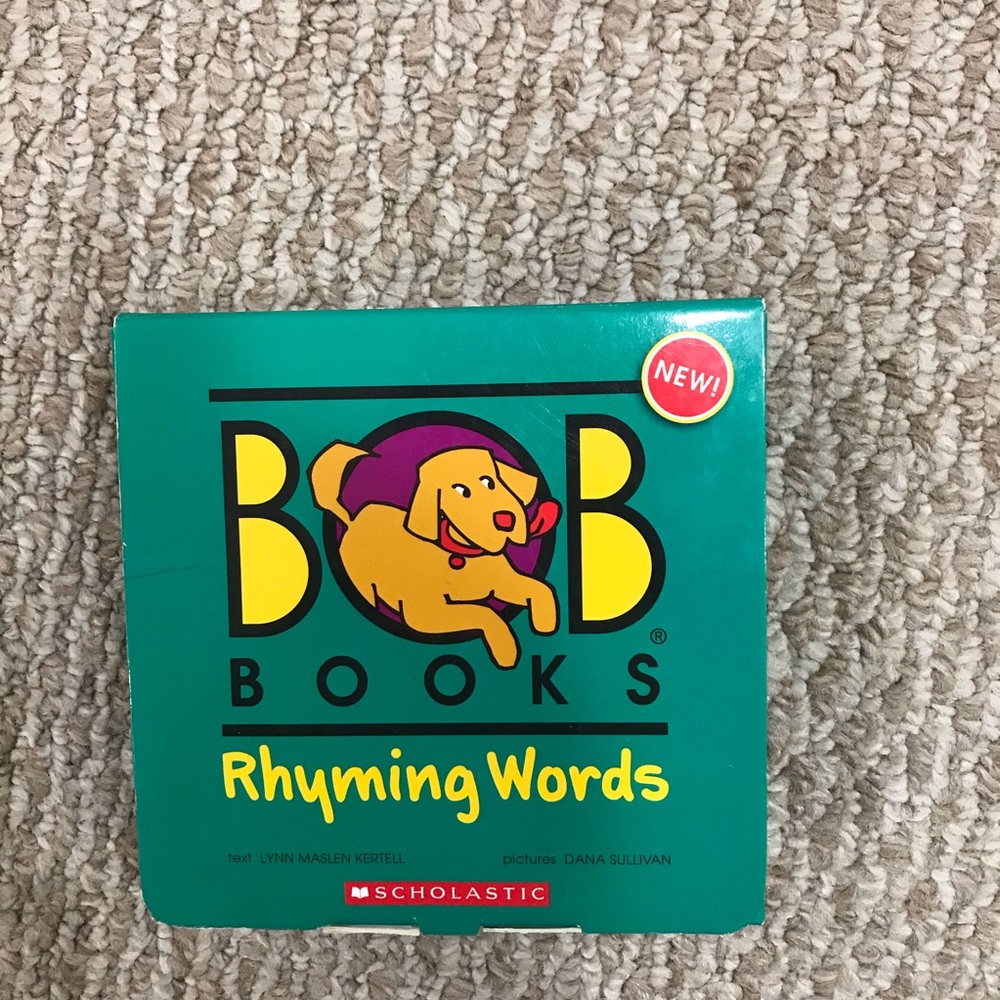 NEW!
BOB®
BOOKS
Rhyming Words
text LYNN MASLEN KERTELL pictures DANA SULLIVAN
SCHOLASTIC